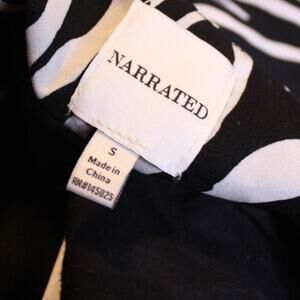 NARRATED
S
Made in
China
RN#145825